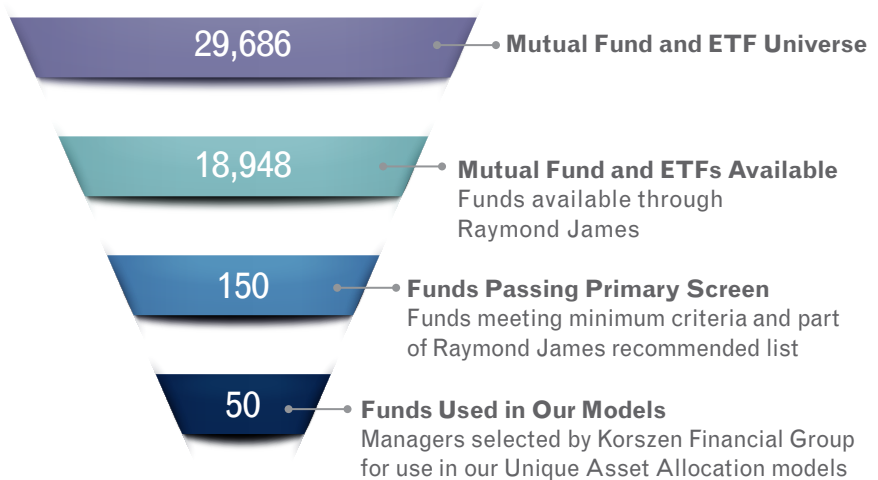 29,686
Mutual Fund and ETF Universe
18,948
Mutual Fund and ETFs Available
Funds available through
Raymond James
150
Funds Passing Primary Screen
Funds meeting minimum criteria and part
of Raymond James recommended list
50
Funds Used in Our Models
Managers selected by Korszen Financial Group
for use in our Unique Asset Allocation models